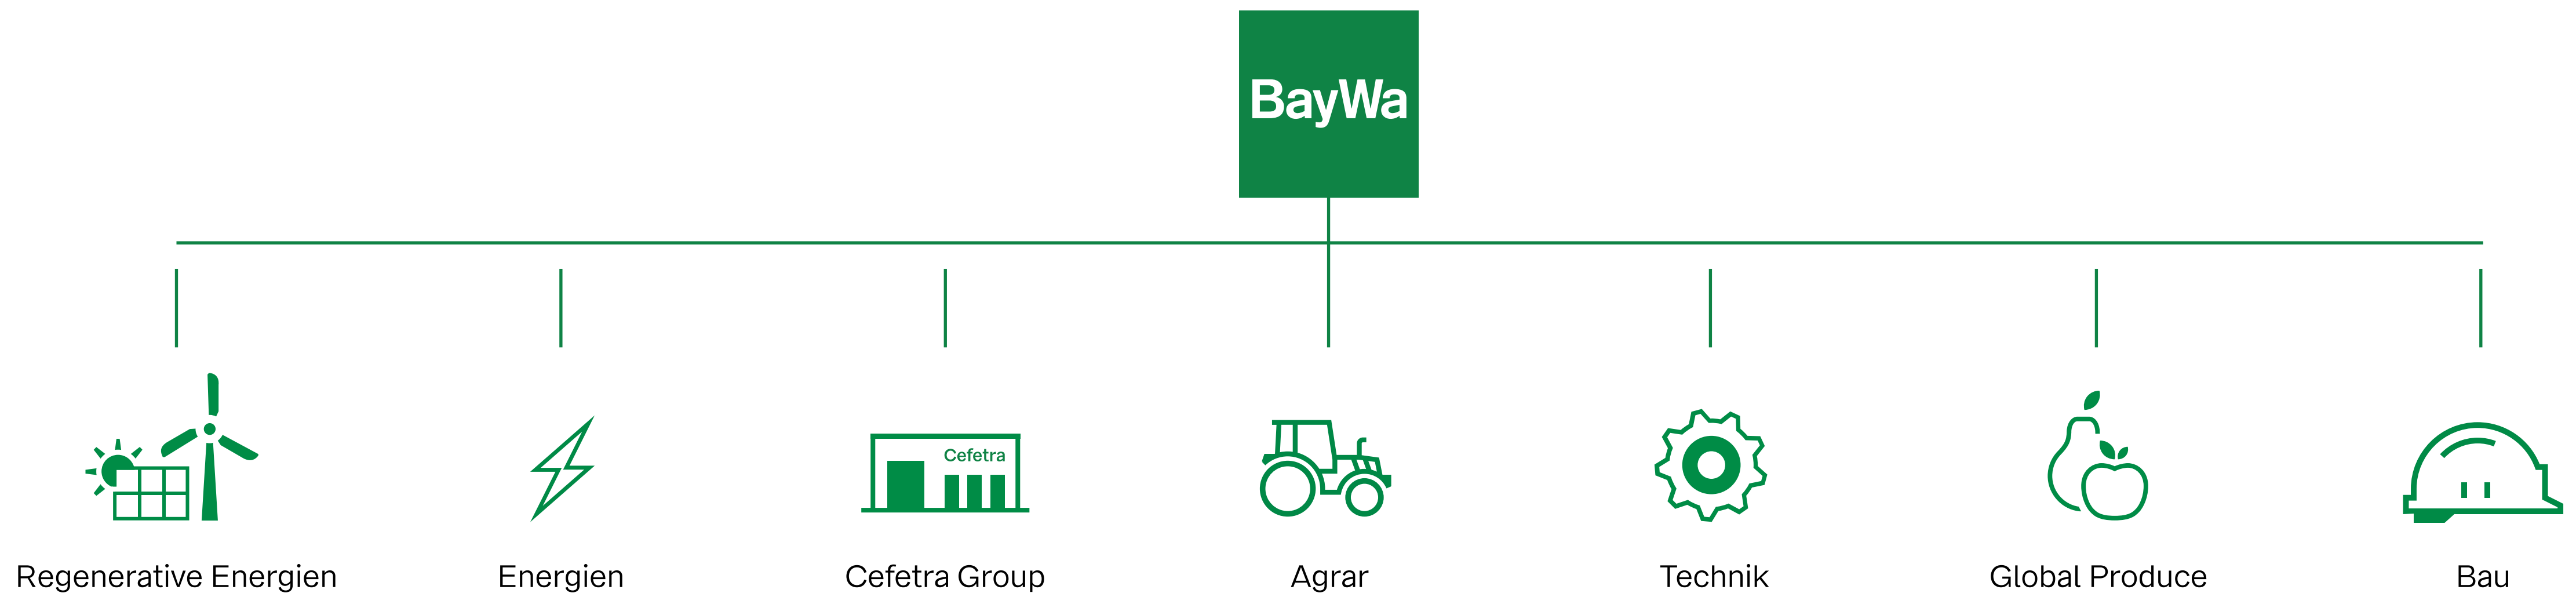 BayWa
Cefetra
Regenerative Energien
Energien
Cefetra Group
Agrar
Technik
Global Produce
Bau